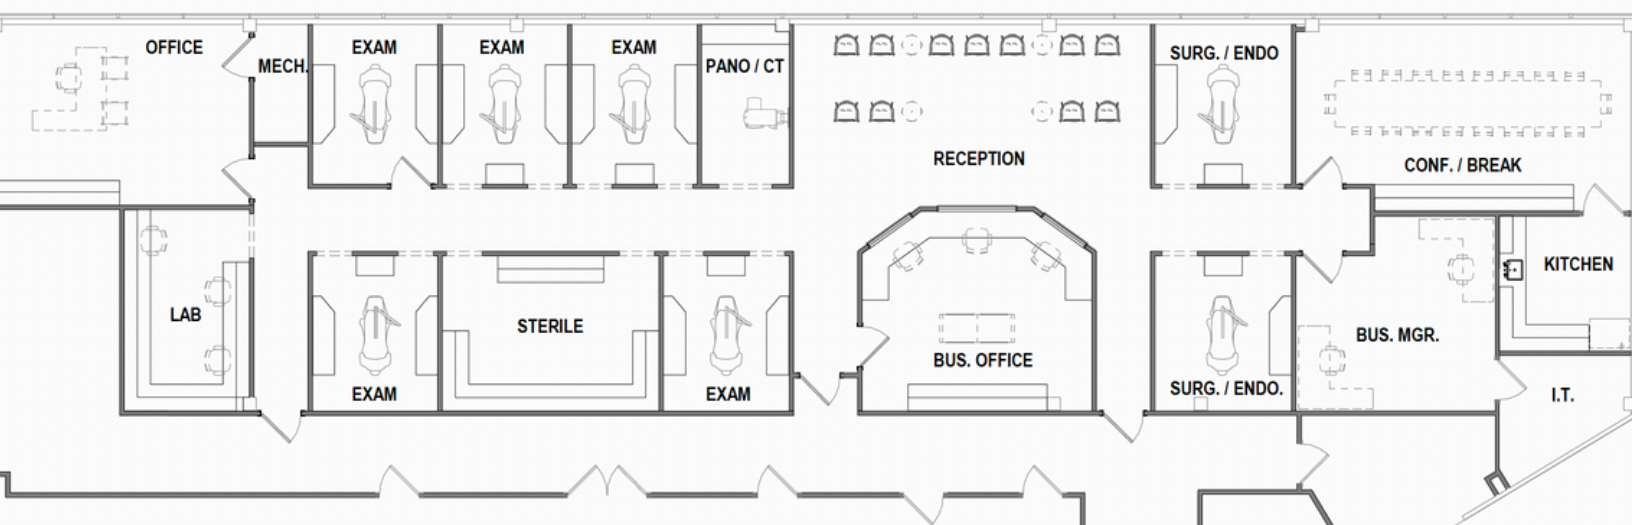 OFFICE
MECH.
EXAM
EXAM
EXAM
PANO / CT
RECEPTION
SURG. / ENDO
CONF. / BREAK
LAB
EXAM
STERILE
EXAM
BUS. OFFICE
SURG. / ENDO.
BUS. MGR.
KITCHEN
I.T.